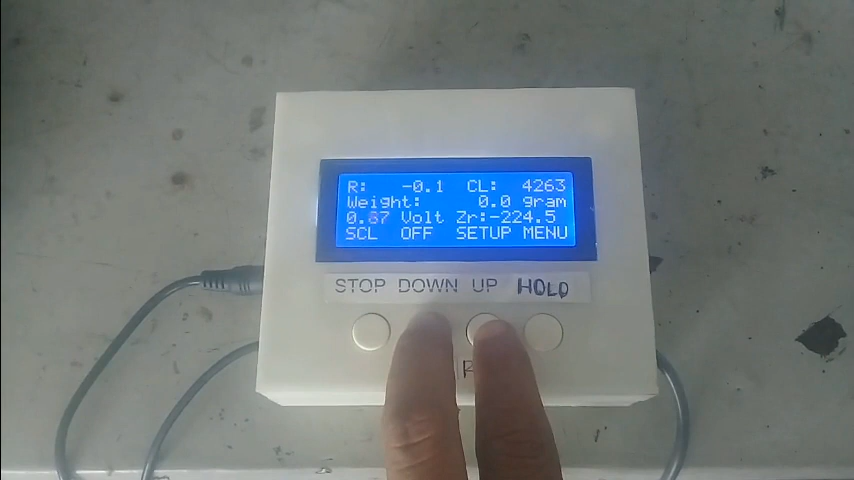 R: -0.1 CL: 4263
Weight: 0.0 gram
0.67 Volt Zr:-224.5
SCL OFF SETUP MENU
STOP DOWN UP HOLD